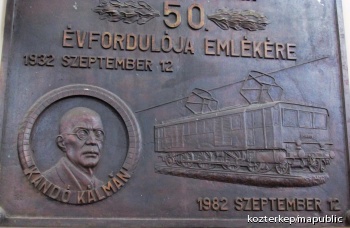 50.
ÉVFORDULÓJA EMLÉKÉRE
1932 SZEPTEMBER 12
KANDÓ KÁLMÁN
1982 SZEPTEMBER 12
kozterkep/mapublic